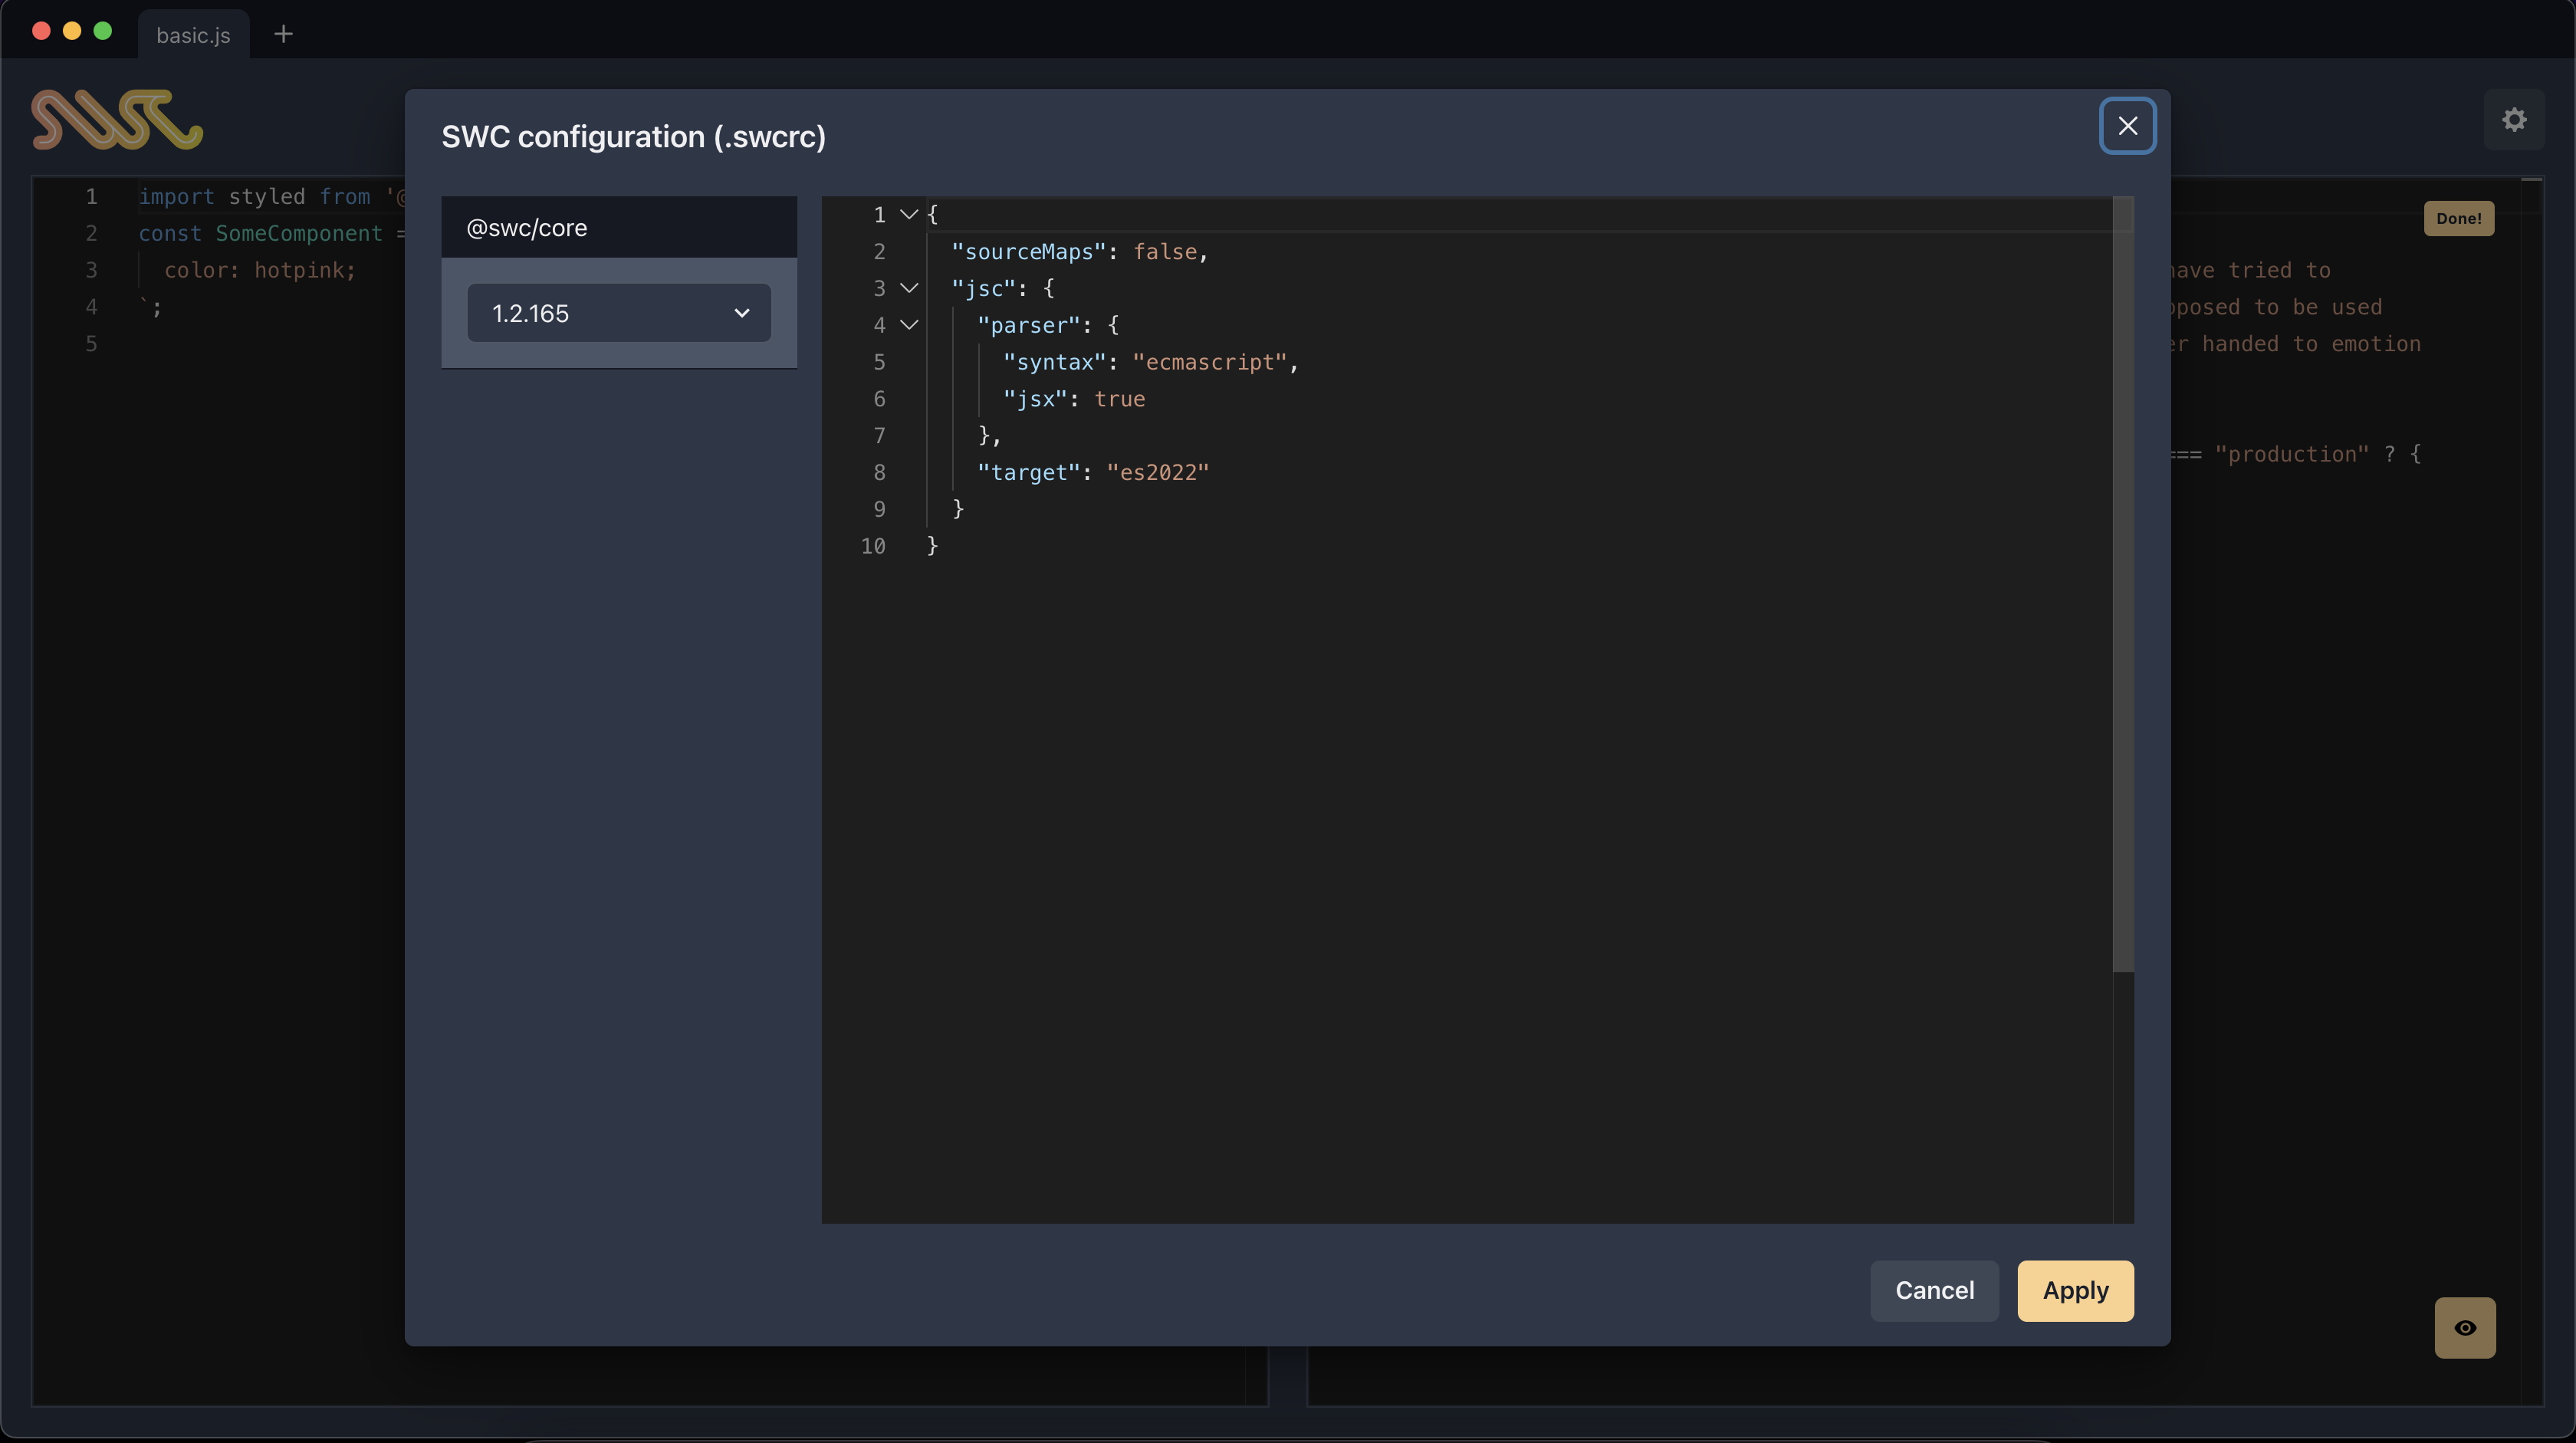 basic.js
SWC configuration (.swcrc)
@swc/core
1.2.165
1 {
2 "sourceMaps": false,
3 "jsc": {
4 "parser": {
5 "syntax": "ecmascript",
6 "jsx": true
7 },
8 "target": "es2022"
9 }
10 }
Cancel
Apply
1 import styled from '@
2 const SomeComponent =
3 color: hotpink;
4 `;
5
Done!
have tried to
posed to be used
handed to emotion
=== "production" ? {